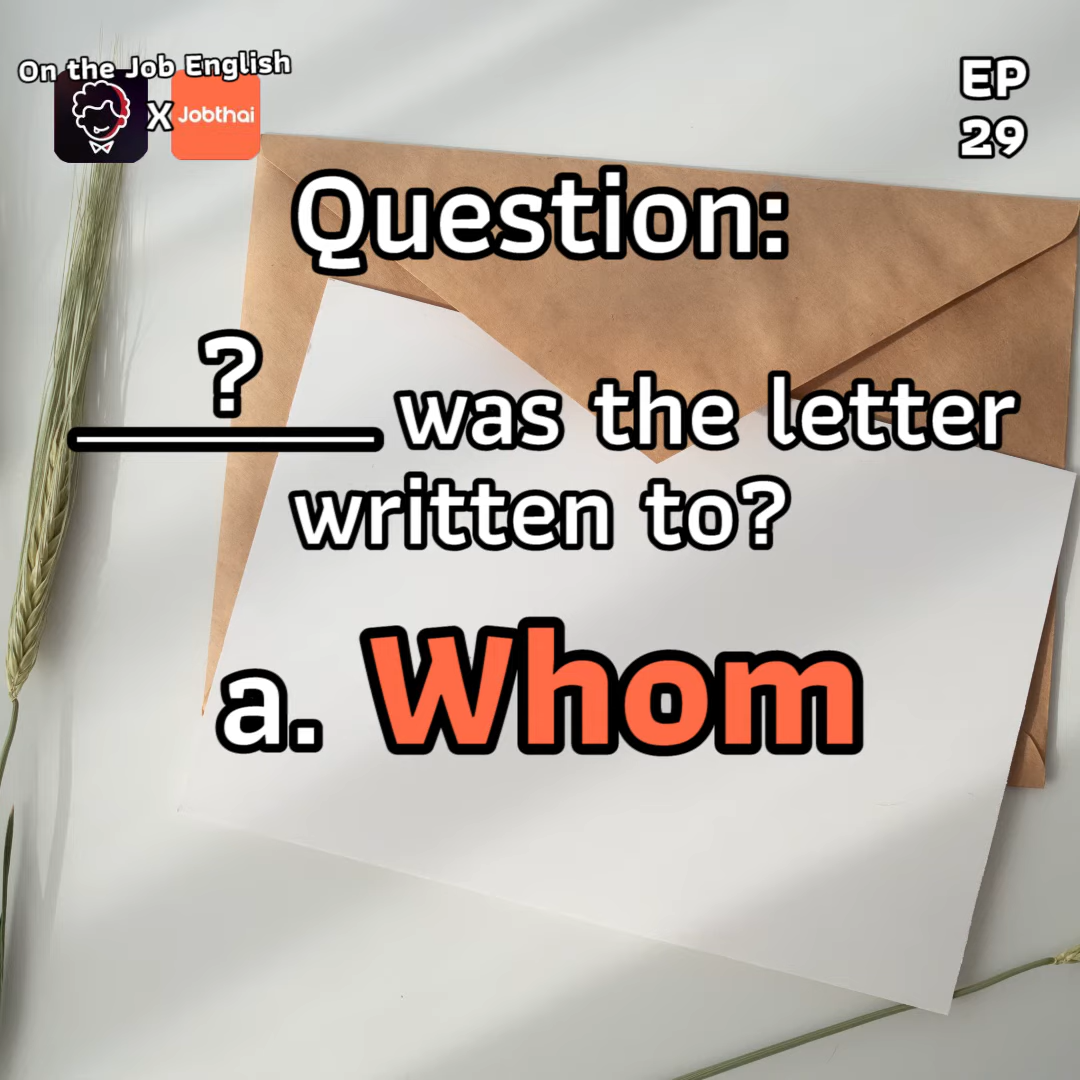 On the Job English
X Jobthai
EP
29
Question:
?
was the letter
written to?
a. Whom